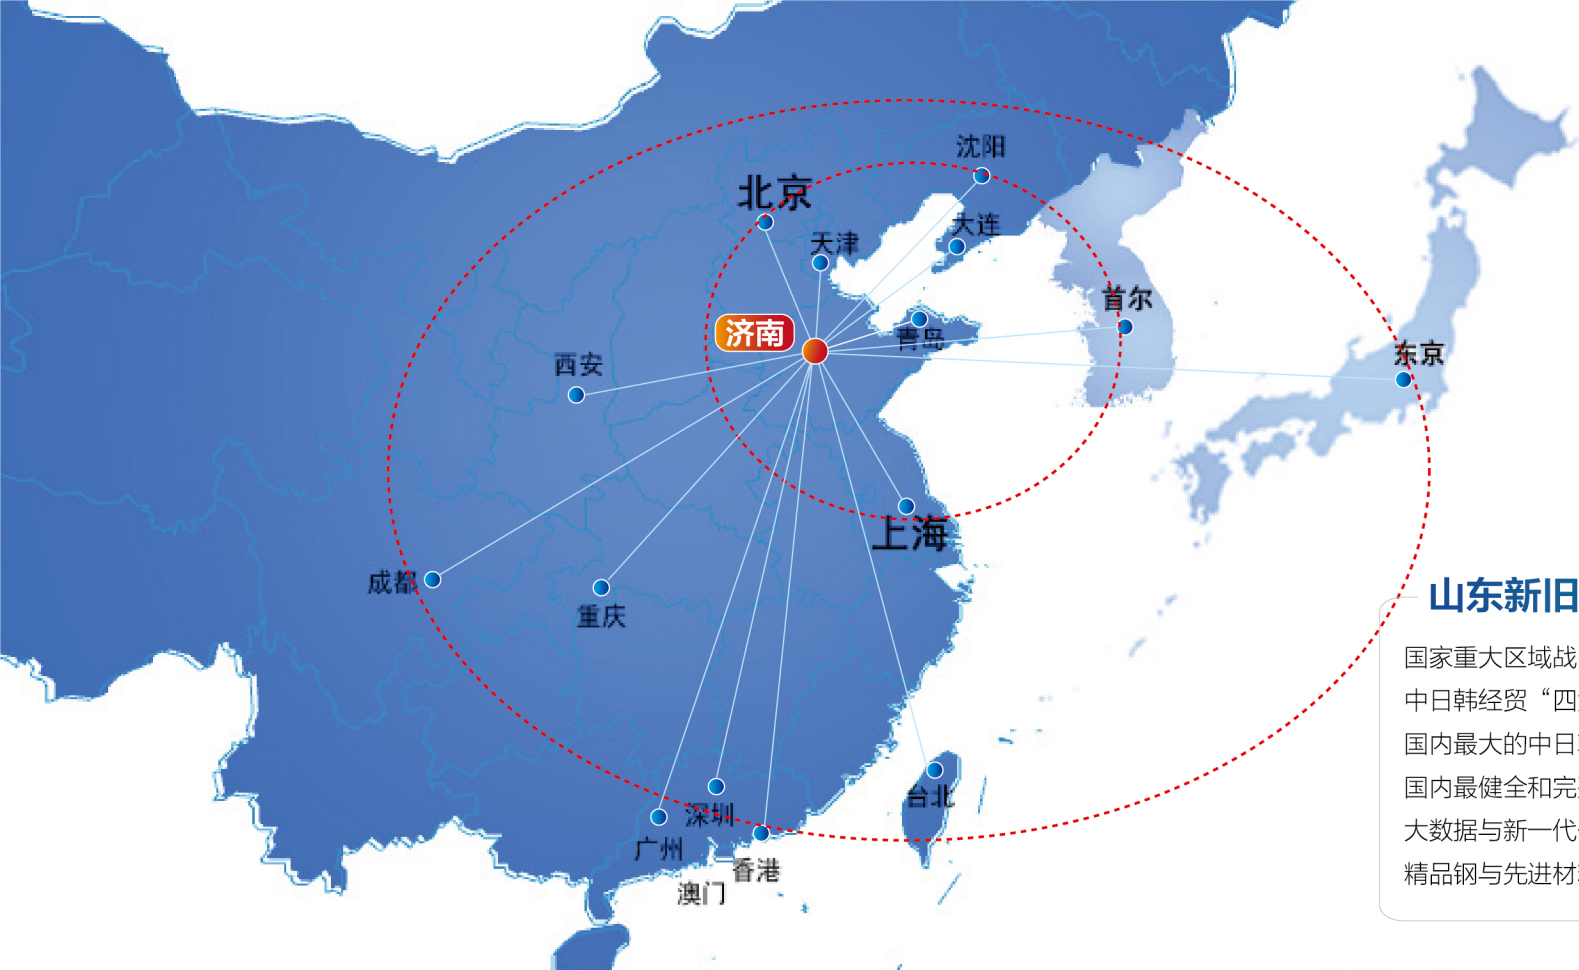 沈阳
北京
大连
天津
首尔
济南
青岛
东京
西安
上海
成都
重庆
台北
深圳
广州
香港
澳门
山东新旧
国家重大区域战
中日韩经贸“四
国内最大的中日
国内最健全和完
大数据与新一代
精品钢与先进材